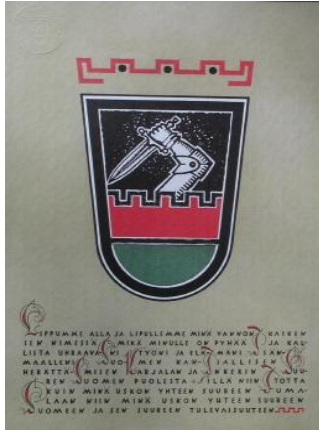 LIPPUMME ALLA JA LIPULLEMME MINÄ VANNON KAIKEN
SEN NIMESSÄ MIKÄ MINULLE ON PYHÄÄ JA KAL
LISTA UHRAAVANI TYÖNI JA ELÄMÄNI ISÄN
MAALLENI SUOMEN KANSALLISEN
HERÄTTÄMISEN KARJALAN JA INKERIN SUU
REN SUOMEN PUOLESTA SILLÄ NIIN TOTTA
KUIN MINÄ USKON YHTEEN SUUREEN JUMA
LAAN NIIN MINÄ USKON YHTEEN SUUREEN
SUOMEEN JA SEN SUUREEN TULEVAISUUTEEN